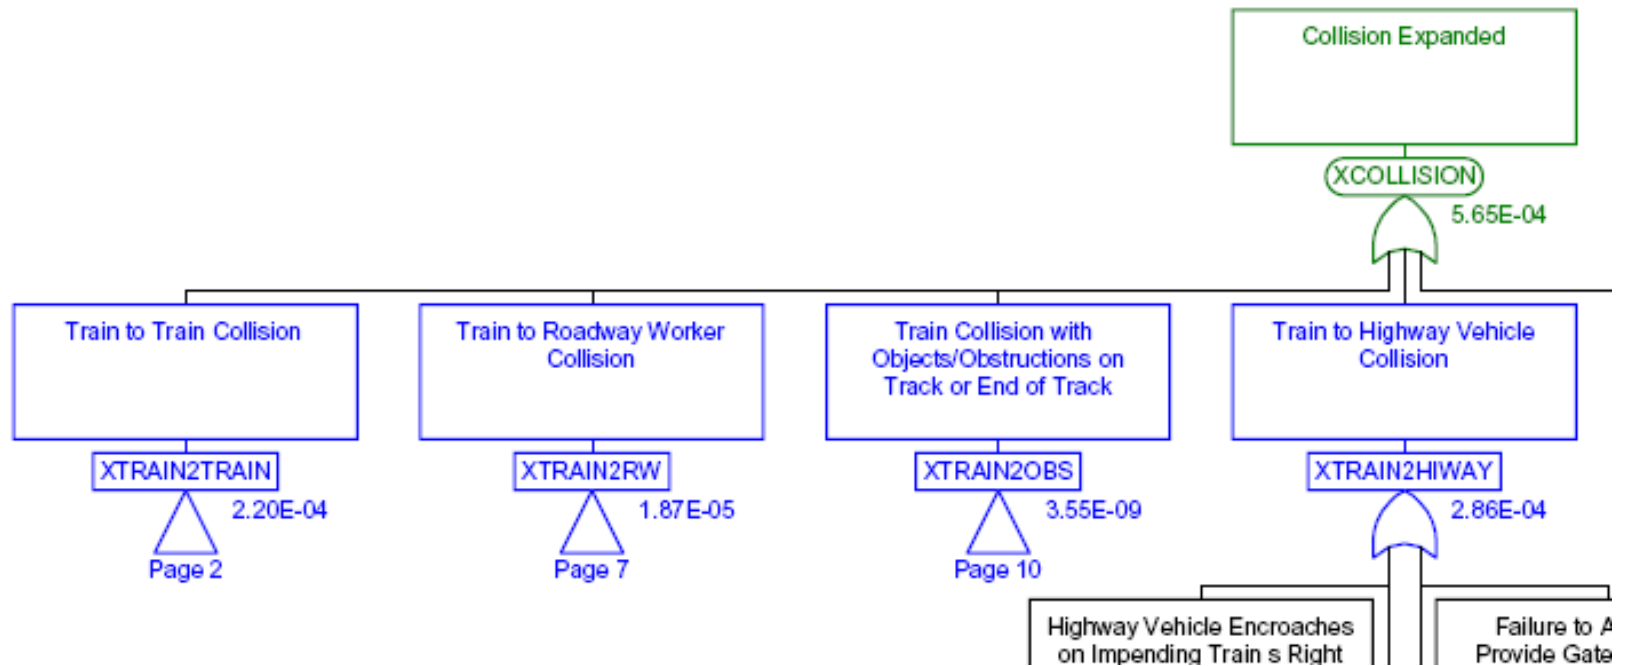 Collision Expanded
XCOLLISION
5.65E-04
Train to Train Collision
XTRAIN2TRAIN
2.20E-04
Page 2
Train to Roadway Worker
Collision
XTRAIN2RW
1.87E-05
Page 7
Train Collision with
Objects/Obstructions on
Track or End of Track
XTRAIN2OBS
3.55E-09
Page 10
Train to Highway Vehicle
Collision
XTRAIN2HIWAY
2.86E-04
Highway Vehicle Encroaches
on Impending Train s Right
Failure to A
Provide Gate